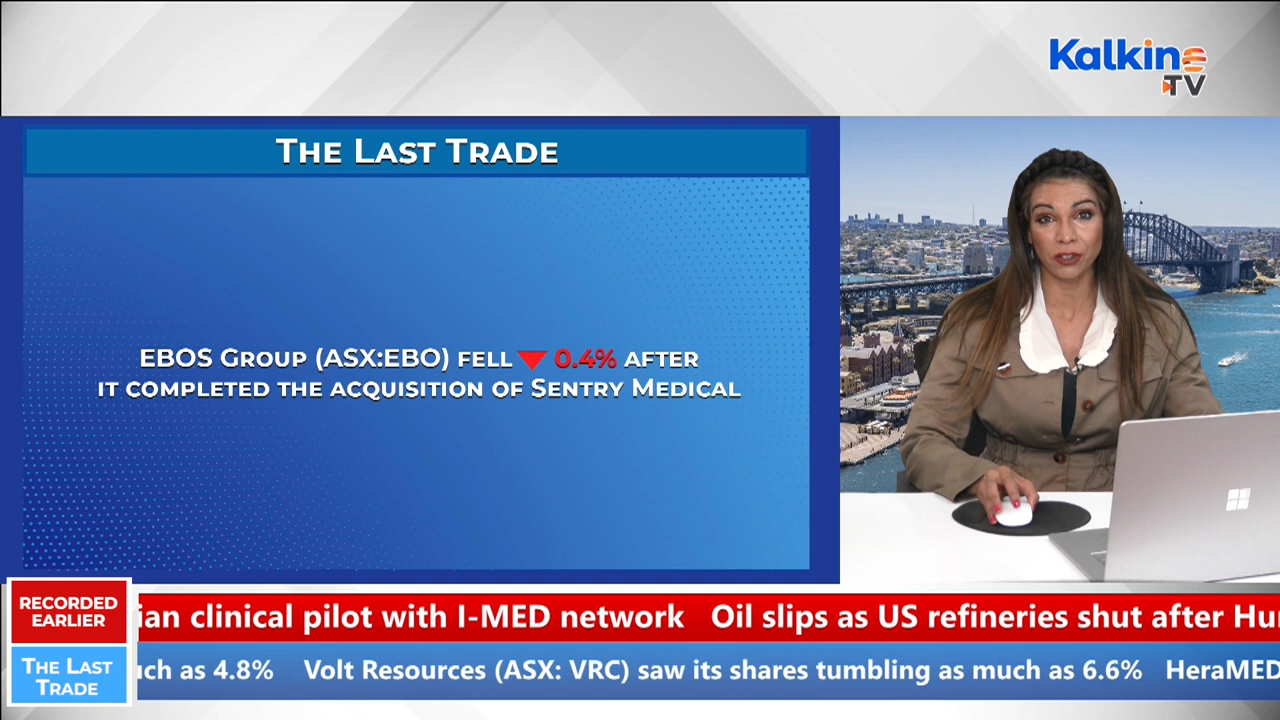 Kalkine
TV
The Last Trade
EBOS Group (ASX:EBO) fell 0.4% after
it completed the acquisition of Sentry Medical
Recorded
Earlier
ian clinical pilot with I-MED network Oil slips as US refineries shut after Hu
The Last
Trade
uch as 4.8% Volt Resources (ASX: VRC) saw its shares tumbling as much as 6.6% HeraMED